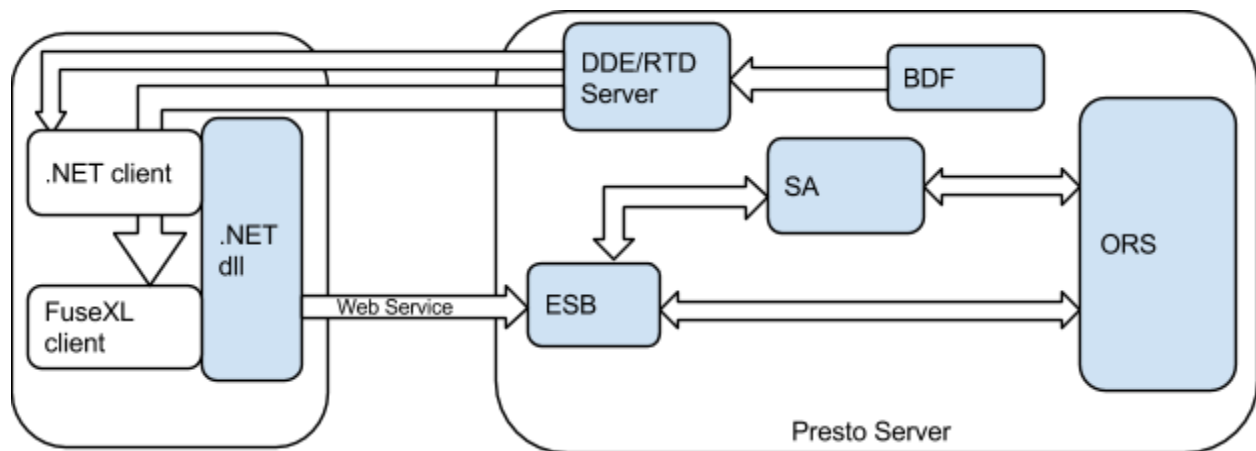 DDE/RTD
Server
BDF
.NET client
SA
.NET
dll
ORS
FuseXL
client
Web Service
ESB
Presto Server